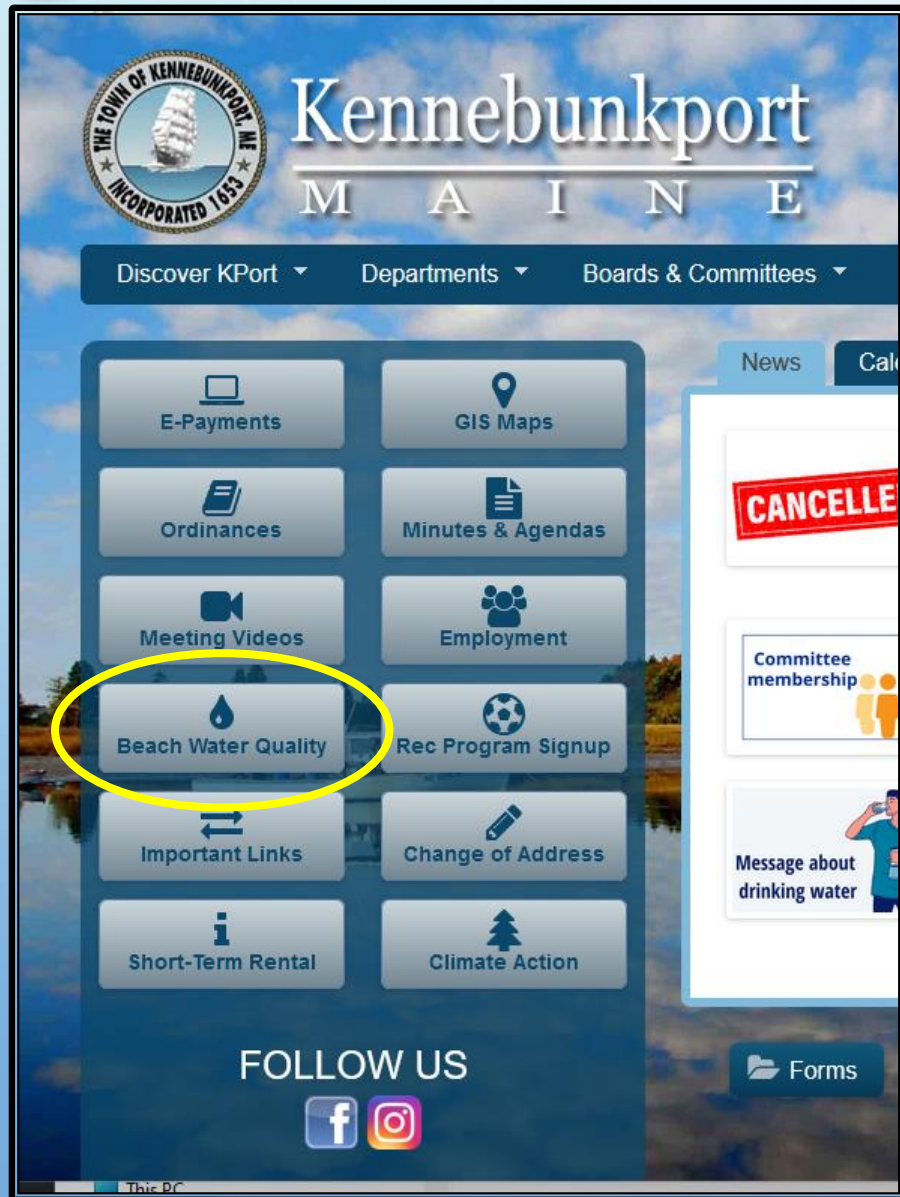 THE TOWN OF KENNEBUNKPORT, ME
INCORPORATED 1653
Kennebunkport
MAINE
Discover KPort Departments Boards & Committees
E-Payments GIS Maps
Ordinances Minutes & Agendas
Meeting Videos Employment
Beach Water Quality Rec Program Signup
Important Links Change of Address
Short-Term Rental Climate Action
FOLLOW US
News Cale
CANCELLE
Committee
membership
Message about
drinking water
Forms
This PC